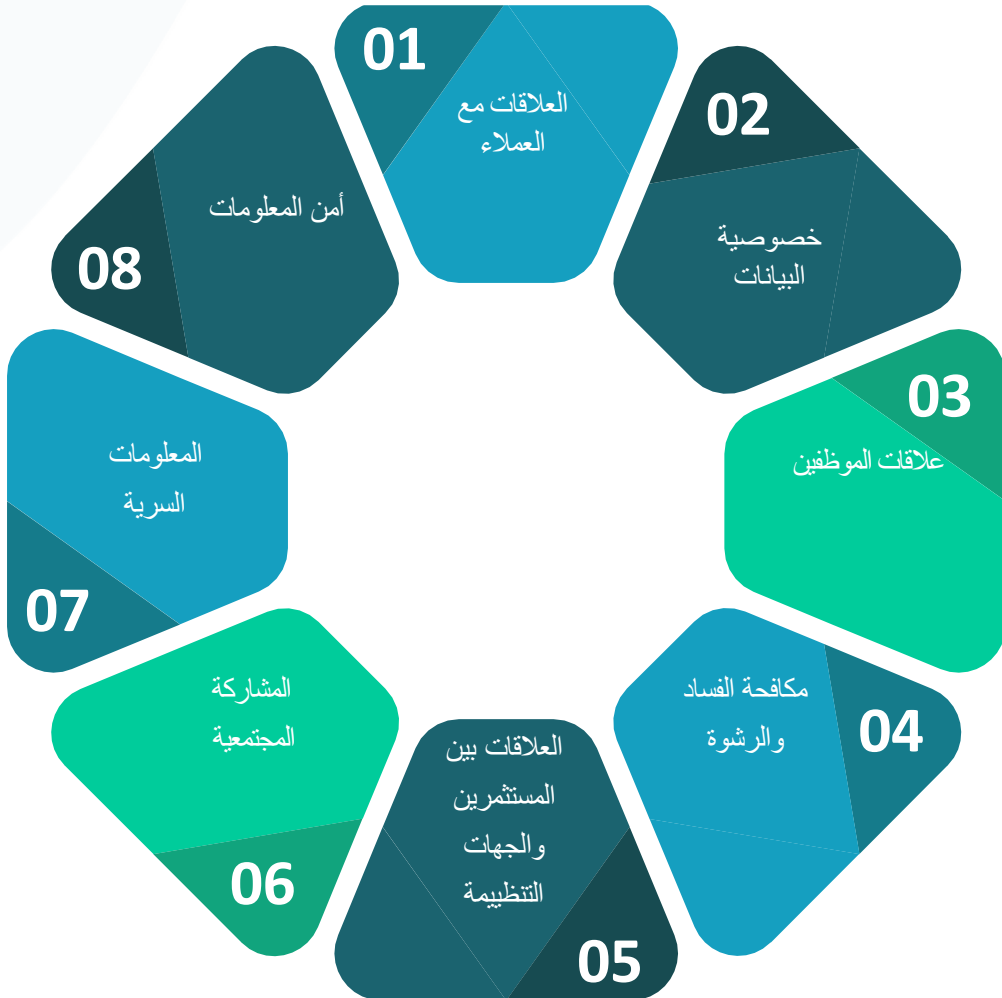 01
العلاقات مع
العملاء
02
خصوصية
البيانات
03
علاقات الموظفين
04
مكافحة الفساد
والرشوة
05
العلاقات بين
المستثمرين
والجهات
التنظييمة
06
المشاركة
المجتمعية
07
المعلومات
السرية
08
أمن المعلومات